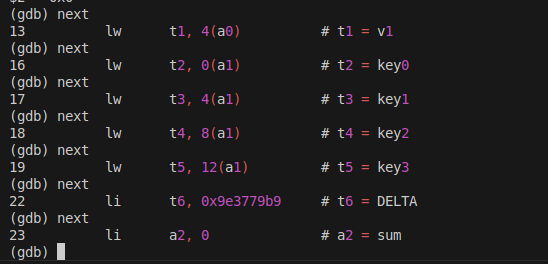 (gdb) next
13 lw t1, 4(a0) # t1 = v1
(gdb) next
16 lw t2, 0(a1) # t2 = key0
(gdb) next
17 lw t3, 4(a1) # t3 = key1
(gdb) next
18 lw t4, 8(a1) # t4 = key2
(gdb) next
19 lw t5, 12(a1) # t5 = key3
(gdb) next
22 li t6, 0x9e3779b9 # t6 = DELTA
(gdb) next
23 li a2, 0 # a2 = sum
(gdb)